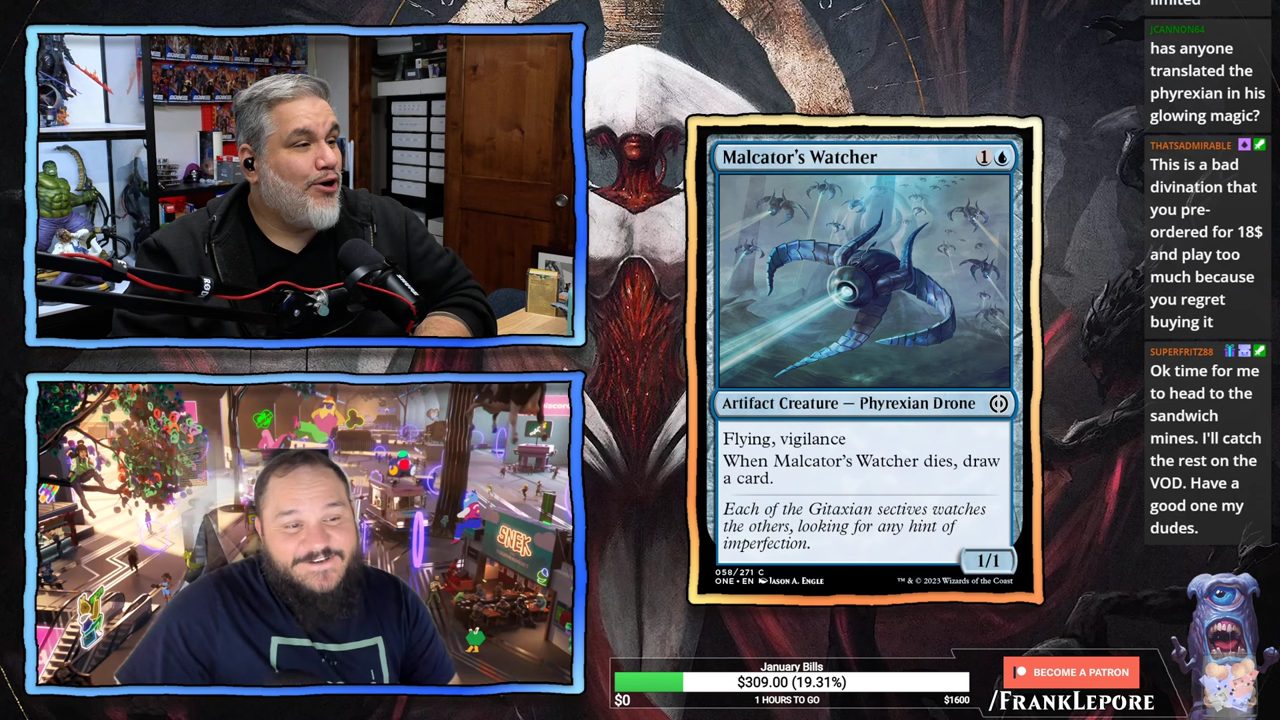 limited
JCANNON64
has anyone
translated the
phyrexian in his
glowing magic?
THATSADMIRABLE
This is a bad
divination that
you pre-
ordered for 18$
and play too
much because
you regret
buying it
SUPERFRITZ88
Ok time for me
to head to the
sandwich
mines. I'll catch
the rest on the
VOD. Have a
good one my
dudes.
Malcator's Watcher
1
Artifact Creature — Phyrexian Drone
Flying, vigilance
When Malcator's Watcher dies, draw
a card.
Each of the Gitaxian sectives watches
the others, looking for any hint of
imperfection.
1/1
058/271 C
ONE • EN Jason A. Engle
™ & © 2023 Wizards of the Coast
SNEK
January Bills
$309.00 (19.31%)
$0
1 HOURS TO GO
$1600
BECOME A PATRON
/FrankLepore